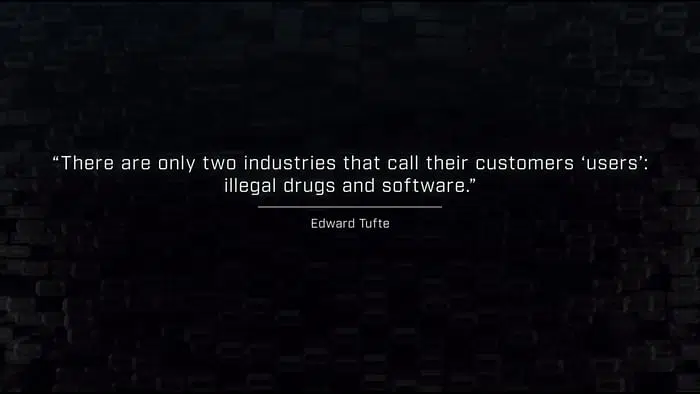 “There are only two industries that call their customers ‘users’:
illegal drugs and software.”
Edward Tufte